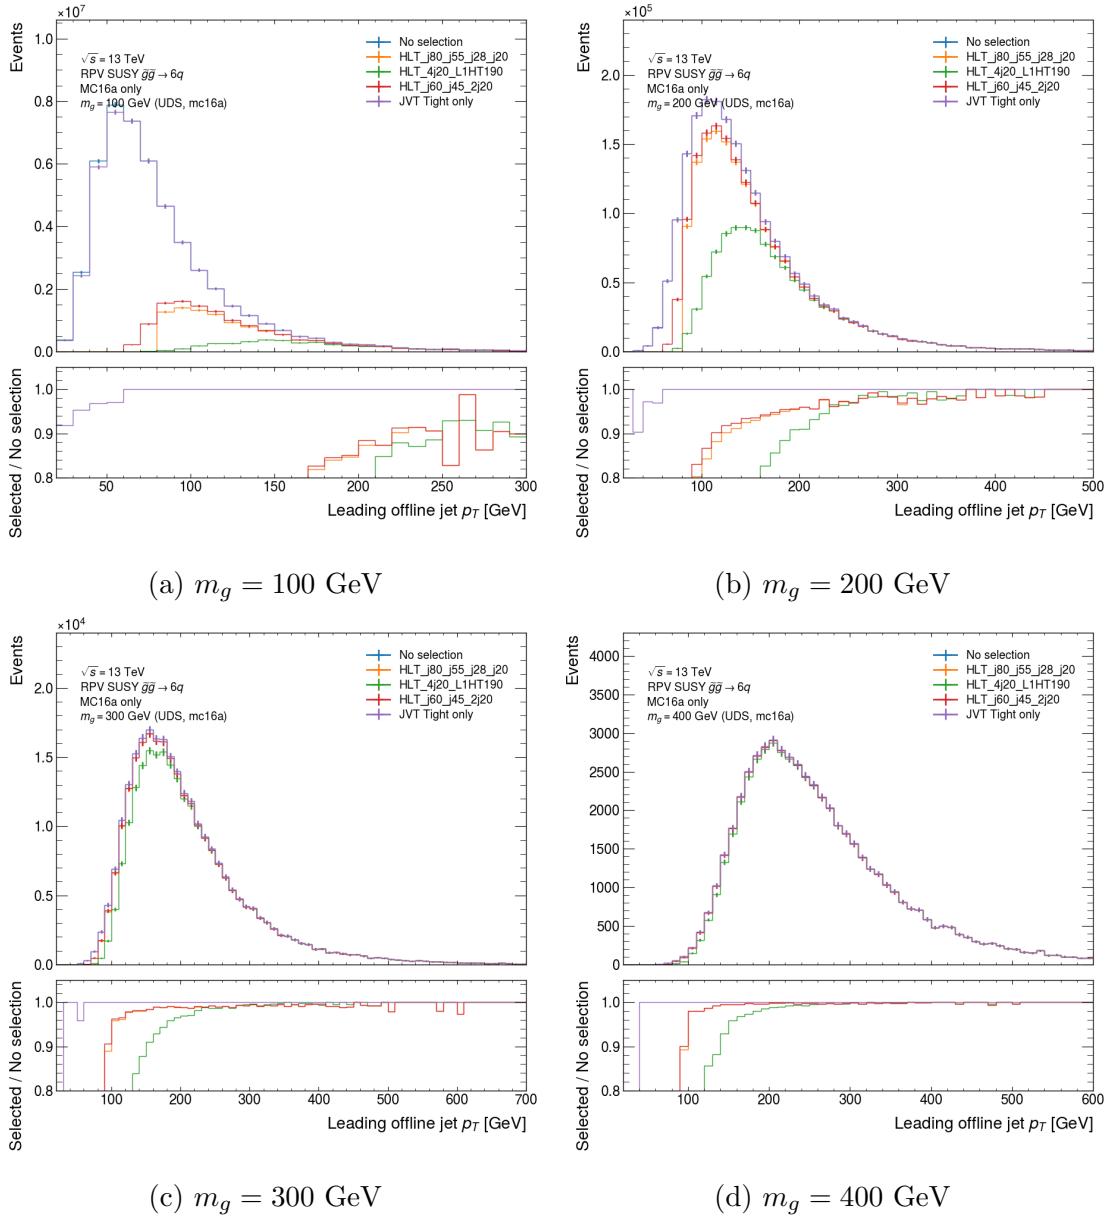 ×10⁷
Events
1.0
0.8
0.6
0.4
0.2
0.0
√s = 13 TeV
RPV SUSY g̃g̃ → 6q
MC16a only
m_g = 100 GeV (UDS, mc16a)
No selection
HLT_j80_j55_j28_j20
HLT_4j20_L1HT190
HLT_j60_j45_2j20
JVT Tight only
Selected / No selection
1.0
0.9
0.8
50 100 150 200 250 300
Leading offline jet p_T [GeV]
(a) m_g = 100 GeV
×10⁵
Events
2.0
1.5
1.0
0.5
0.0
√s = 13 TeV
RPV SUSY g̃g̃ → 6q
MC16a only
m_g = 200 GeV (UDS, mc16a)
No selection
HLT_j80_j55_j28_j20
HLT_4j20_L1HT190
HLT_j60_j45_2j20
JVT Tight only
Selected / No selection
1.0
0.9
0.8
100 200 300 400 500
Leading offline jet p_T [GeV]
(b) m_g = 200 GeV
×10⁴
Events
2.0
1.5
1.0
0.5
0.0
√s = 13 TeV
RPV SUSY g̃g̃ → 6q
MC16a only
m_g = 300 GeV (UDS, mc16a)
No selection
HLT_j80_j55_j28_j20
HLT_4j20_L1HT190
HLT_j60_j45_2j20
JVT Tight only
Selected / No selection
1.0
0.9
0.8
100 200 300 400 500 600 700
Leading offline jet p_T [GeV]
(c) m_g = 300 GeV
Events
4000
3500
3000
2500
2000
1500
1000
500
0
√s = 13 TeV
RPV SUSY g̃g̃ → 6q
MC16a only
m_g = 400 GeV (UDS, mc16a)
No selection
HLT_j80_j55_j28_j20
HLT_4j20_L1HT190
HLT_j60_j45_2j20
JVT Tight only
Selected / No selection
1.0
0.9
0.8
100 200 300 400 500 600
Leading offline jet p_T [GeV]
(d) m_g = 400 GeV